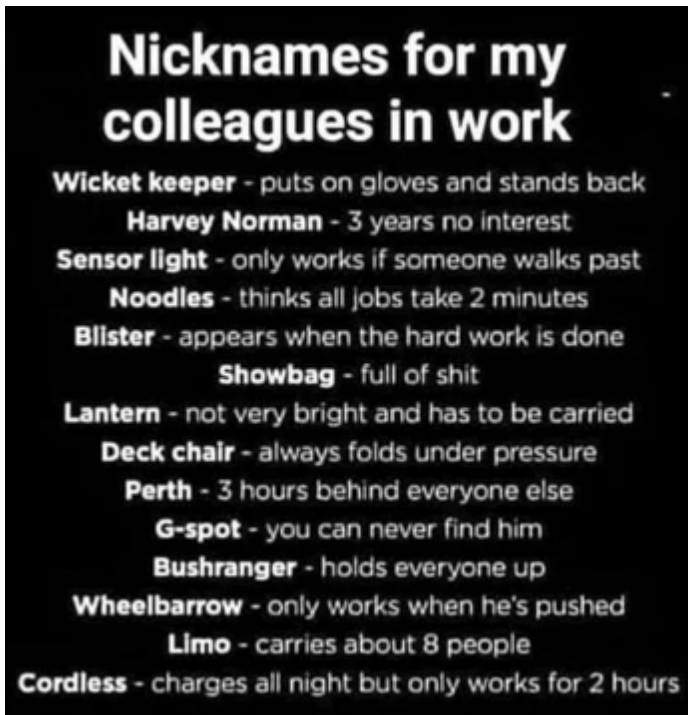 Nicknames for my
colleagues in work
Wicket keeper - puts on gloves and stands back
Harvey Norman - 3 years no interest
Sensor light - only works if someone walks past
Noodles - thinks all jobs take 2 minutes
Blister - appears when the hard work is done
Showbag - full of shit
Lantern - not very bright and has to be carried
Deck chair - always folds under pressure
Perth - 3 hours behind everyone else
G-spot - you can never find him
Bushranger - holds everyone up
Wheelbarrow - only works when he's pushed
Limo - carries about 8 people
Cordless - charges all night but only works for 2 hours